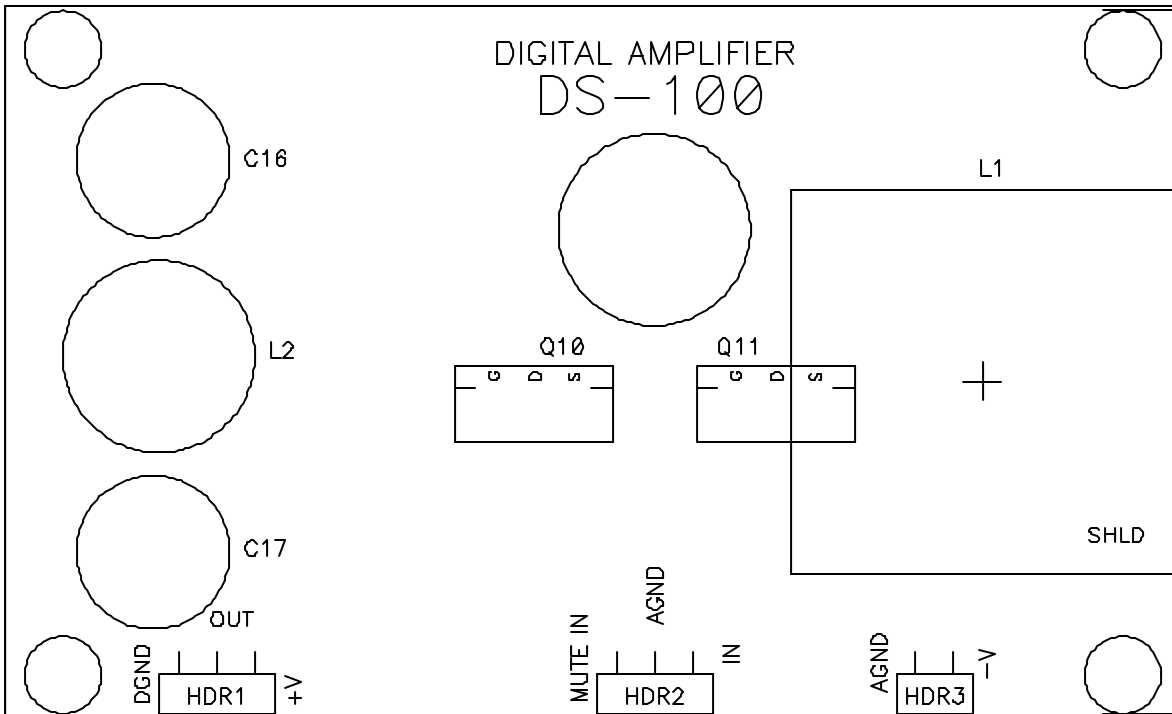 DIGITAL AMPLIFIER
DS-100
C16
L1
L2
Q10
Q11
G D S
G D S
SHLD
C17
OUT
DGND
HDR1
+V
MUTE IN
AGND
HDR2
IN
AGND
HDR3
-V